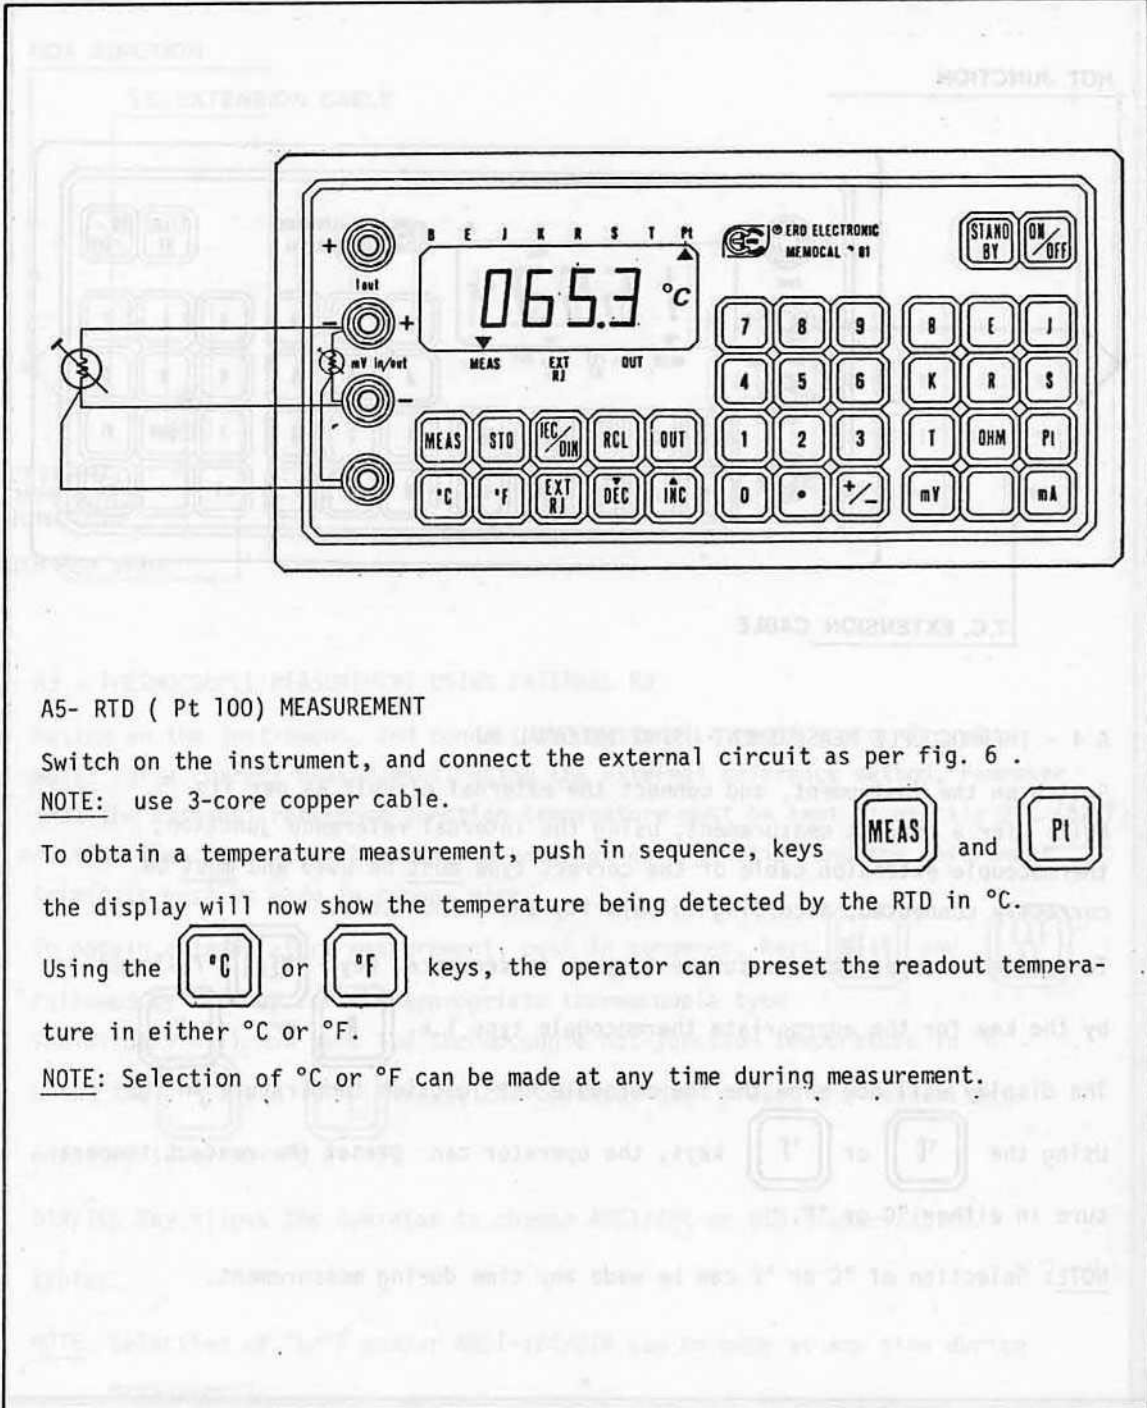 B E J K R S T Pt
+
® ERO ELECTRONIC
MEMOCAL ' 81
STAND BY
ON/OFF
Iout
065.3 °C
- +
mV in/out
MEAS EXT RJ OUT
-
7 8 9 B E J
4 5 6 K R S
MEAS STO IEC/DIN RCL OUT
1 2 3 T OHM Pt
°C °F EXT RJ DEC INC
0 • +/- mV mA
A5- RTD ( Pt 100) MEASUREMENT
Switch on the instrument, and connect the external circuit as per fig. 6 .
NOTE: use 3-core copper cable.
To obtain a temperature measurement, push in sequence, keys MEAS and Pt
the display will now show the temperature being detected by the RTD in °C.
Using the °C or °F keys, the operator can preset the readout tempera-
ture in either °C or °F.
NOTE: Selection of °C or °F can be made at any time during measurement.